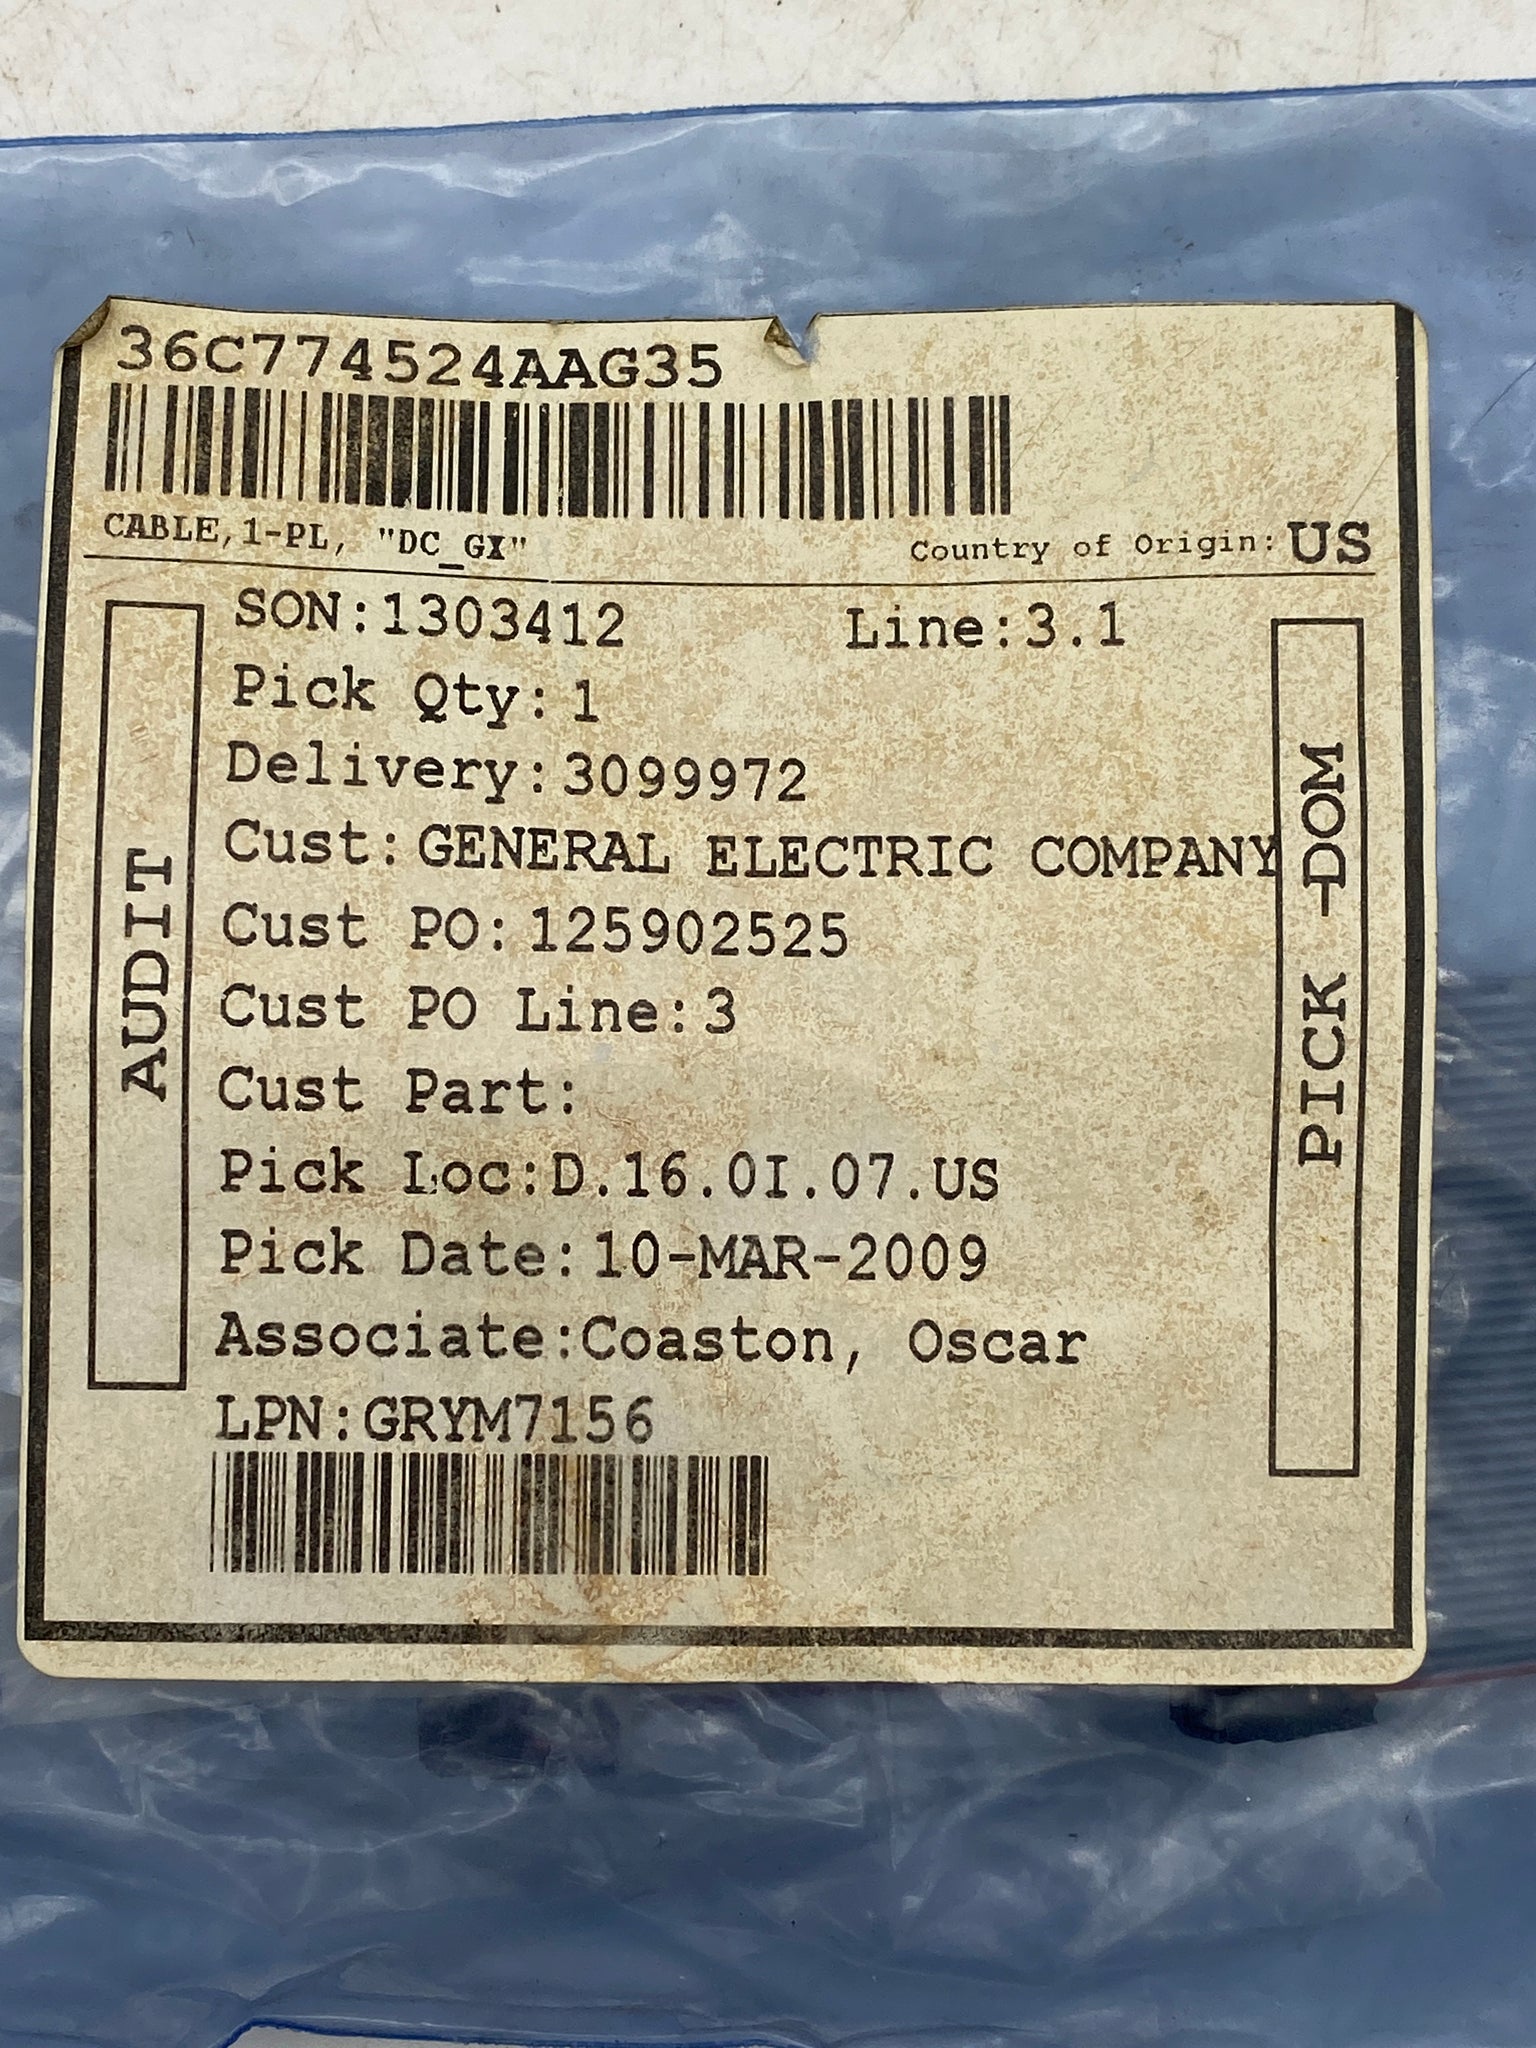 36C774524AAG35
CABLE,1-PL, "DC_GX"
Country of Origin: US
AUDIT
SON:1303412 Line:3.1
Pick Qty:1
Delivery:3099972
Cust:GENERAL ELECTRIC COMPANY
Cust PO:125902525
Cust PO Line:3
Cust Part:
Pick Loc:D.16.0I.07.US
Pick Date:10-MAR-2009
Associate:Coaston, Oscar
LPN:GRYM7156
PICK DOM